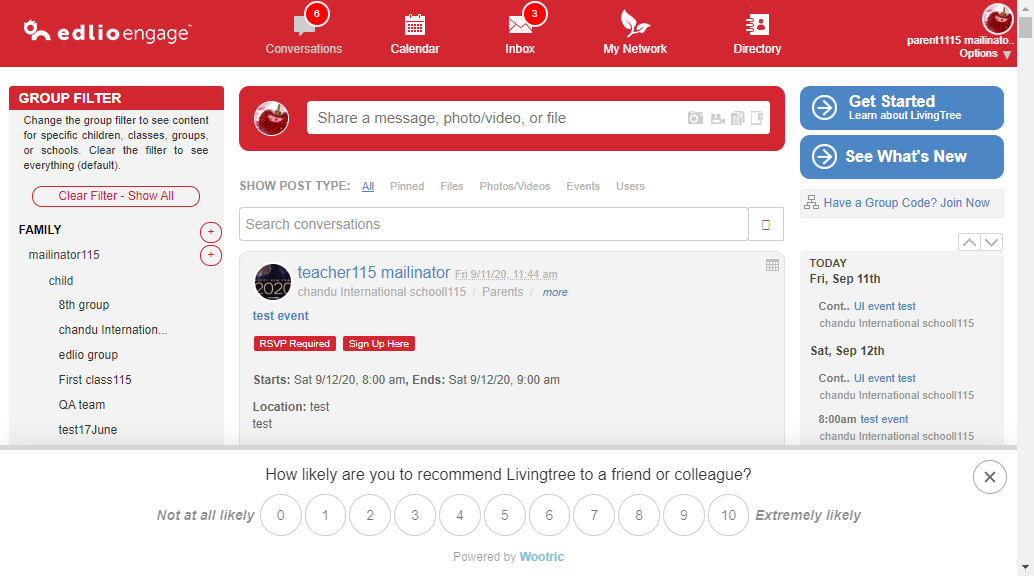 edlio engage
6
Conversations
Calendar
3
Inbox
My Network
Directory
parent1115 mailinato..
Options ▼
GROUP FILTER
Change the group filter to see content
for specific children, classes, groups,
or schools. Clear the filter to see
everything (default).
Clear Filter - Show All
FAMILY
+
mailinator115
+
child
8th group
chandu Internation...
edlio group
First class115
QA team
test17June
Share a message, photo/video, or file
SHOW POST TYPE: All Pinned Files Photos/Videos Events Users
Search conversations
teacher115 mailinator Fri 9/11/20, 11:44 am
chandu International schooll115 / Parents / more
test event
RSVP Required Sign Up Here
Starts: Sat 9/12/20, 8:00 am, Ends: Sat 9/12/20, 9:00 am
Location: test
test
Get Started
Learn about LivingTree
See What's New
Have a Group Code? Join Now
TODAY
Fri, Sep 11th
Cont.. UI event test
chandu International schooll115
Sat, Sep 12th
Cont.. UI event test
chandu International schooll115
8:00am test event
chandu International schooll115
How likely are you to recommend Livingtree to a friend or colleague?
Not at all likely 0 1 2 3 4 5 6 7 8 9 10 Extremely likely
Powered by Wootric